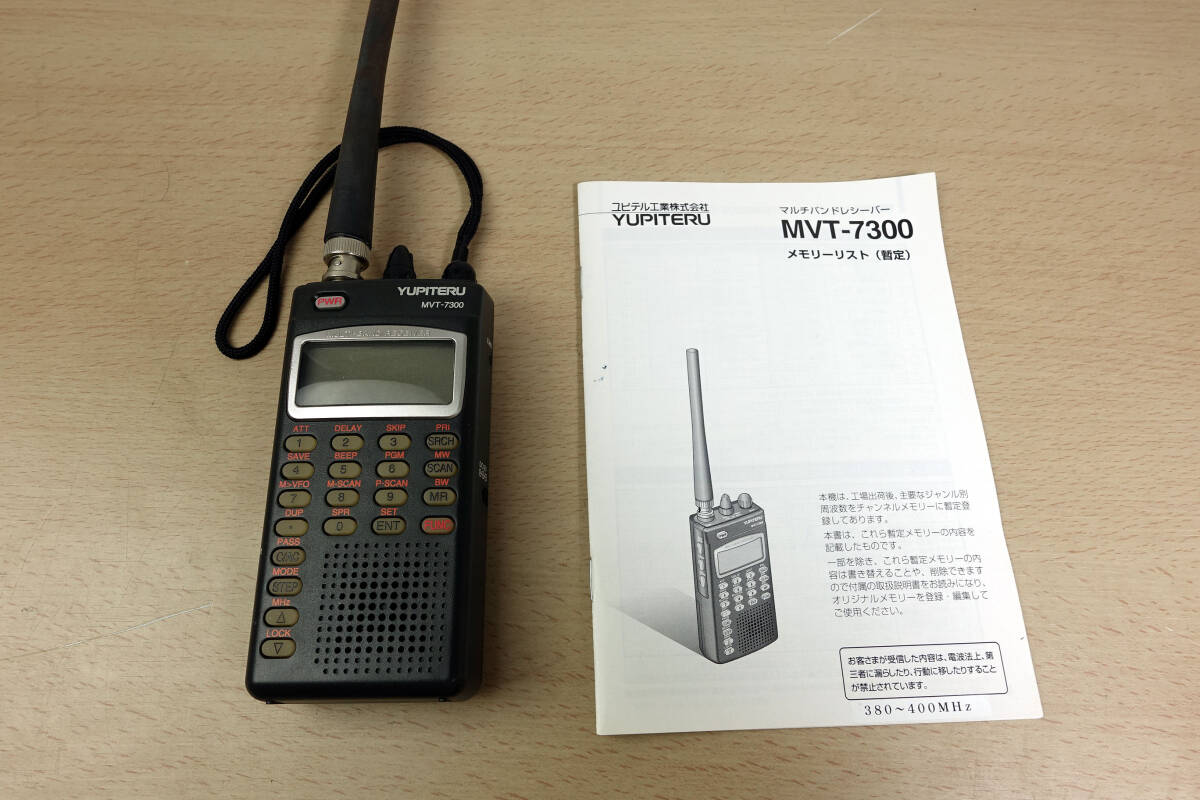 YUPITERU
MVT-7300
PWR
MULTI-BAND RECEIVER
ATT DELAY SKIP PRI
1 2 3 SRCH
SAVE BEEP PGM MW
4 5 6 SCAN
M>VFO M-SCAN P-SCAN BW
7 8 9 MR
DUP SPR SET
• 0 ENT FUNC
PASS
MODE
STEP
MHz
△
LOCK
▽
ユピテル工業株式会社
YUPITERU
マルチバンドレシーバー
MVT-7300
メモリーリスト（暫定）
YUPITERU
本機は、工場出荷後、主要なジャンル別
周波数をチャンネルメモリーに暫定登
録してあります。
本書は、これら暫定メモリーの内容を
記載したものです。
一部を除き、これら暫定メモリーの内
容は書き替えることや、削除できます
ので付属の取扱説明書をお読みになり、
オリジナルメモリーを登録・編集して
ご使用ください。
お客さまが受信した内容は、電波法上、第
三者に漏らしたり、行動に移したりすること
が禁止されています。
380～400MHz